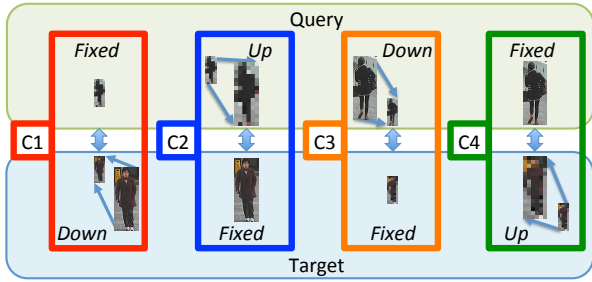 Query
Fixed
Up
Down
Fixed
C1
C2
C3
C4
Down
Fixed
Fixed
Up
Target